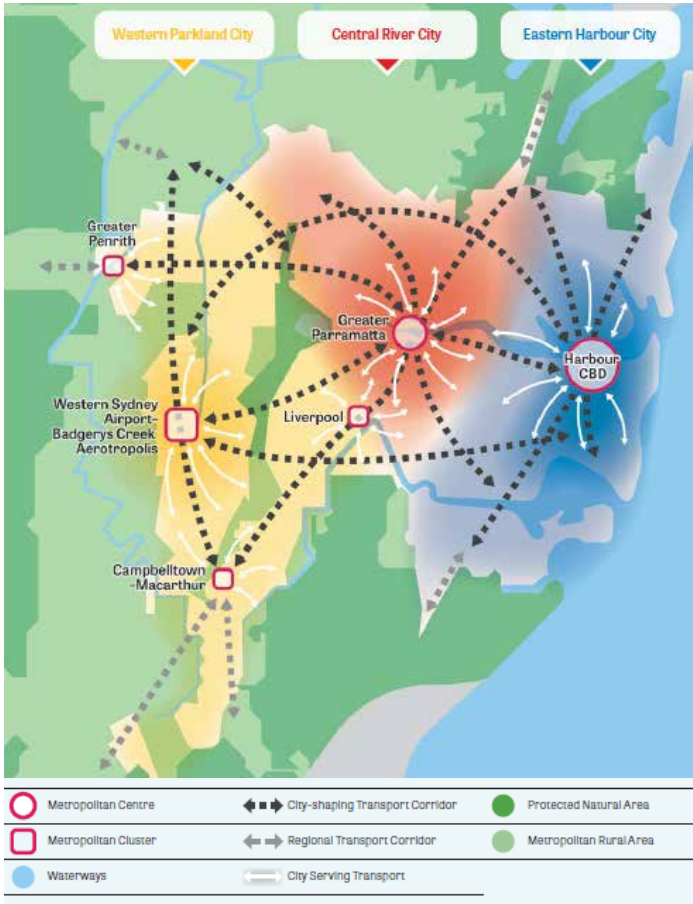 Western Parkland City
Central River City
Eastern Harbour City
Greater
Penrith
Greater
Parramatta
Harbour
CBD
Western Sydney
Airport–
Badgerys Creek
Aerotropolis
Liverpool
Campbelltown
–Macarthur
Metropolitan Centre
City-shaping Transport Corridor
Protected Natural Area
Metropolitan Cluster
Regional Transport Corridor
Metropolitan Rural Area
Waterways
City Serving Transport